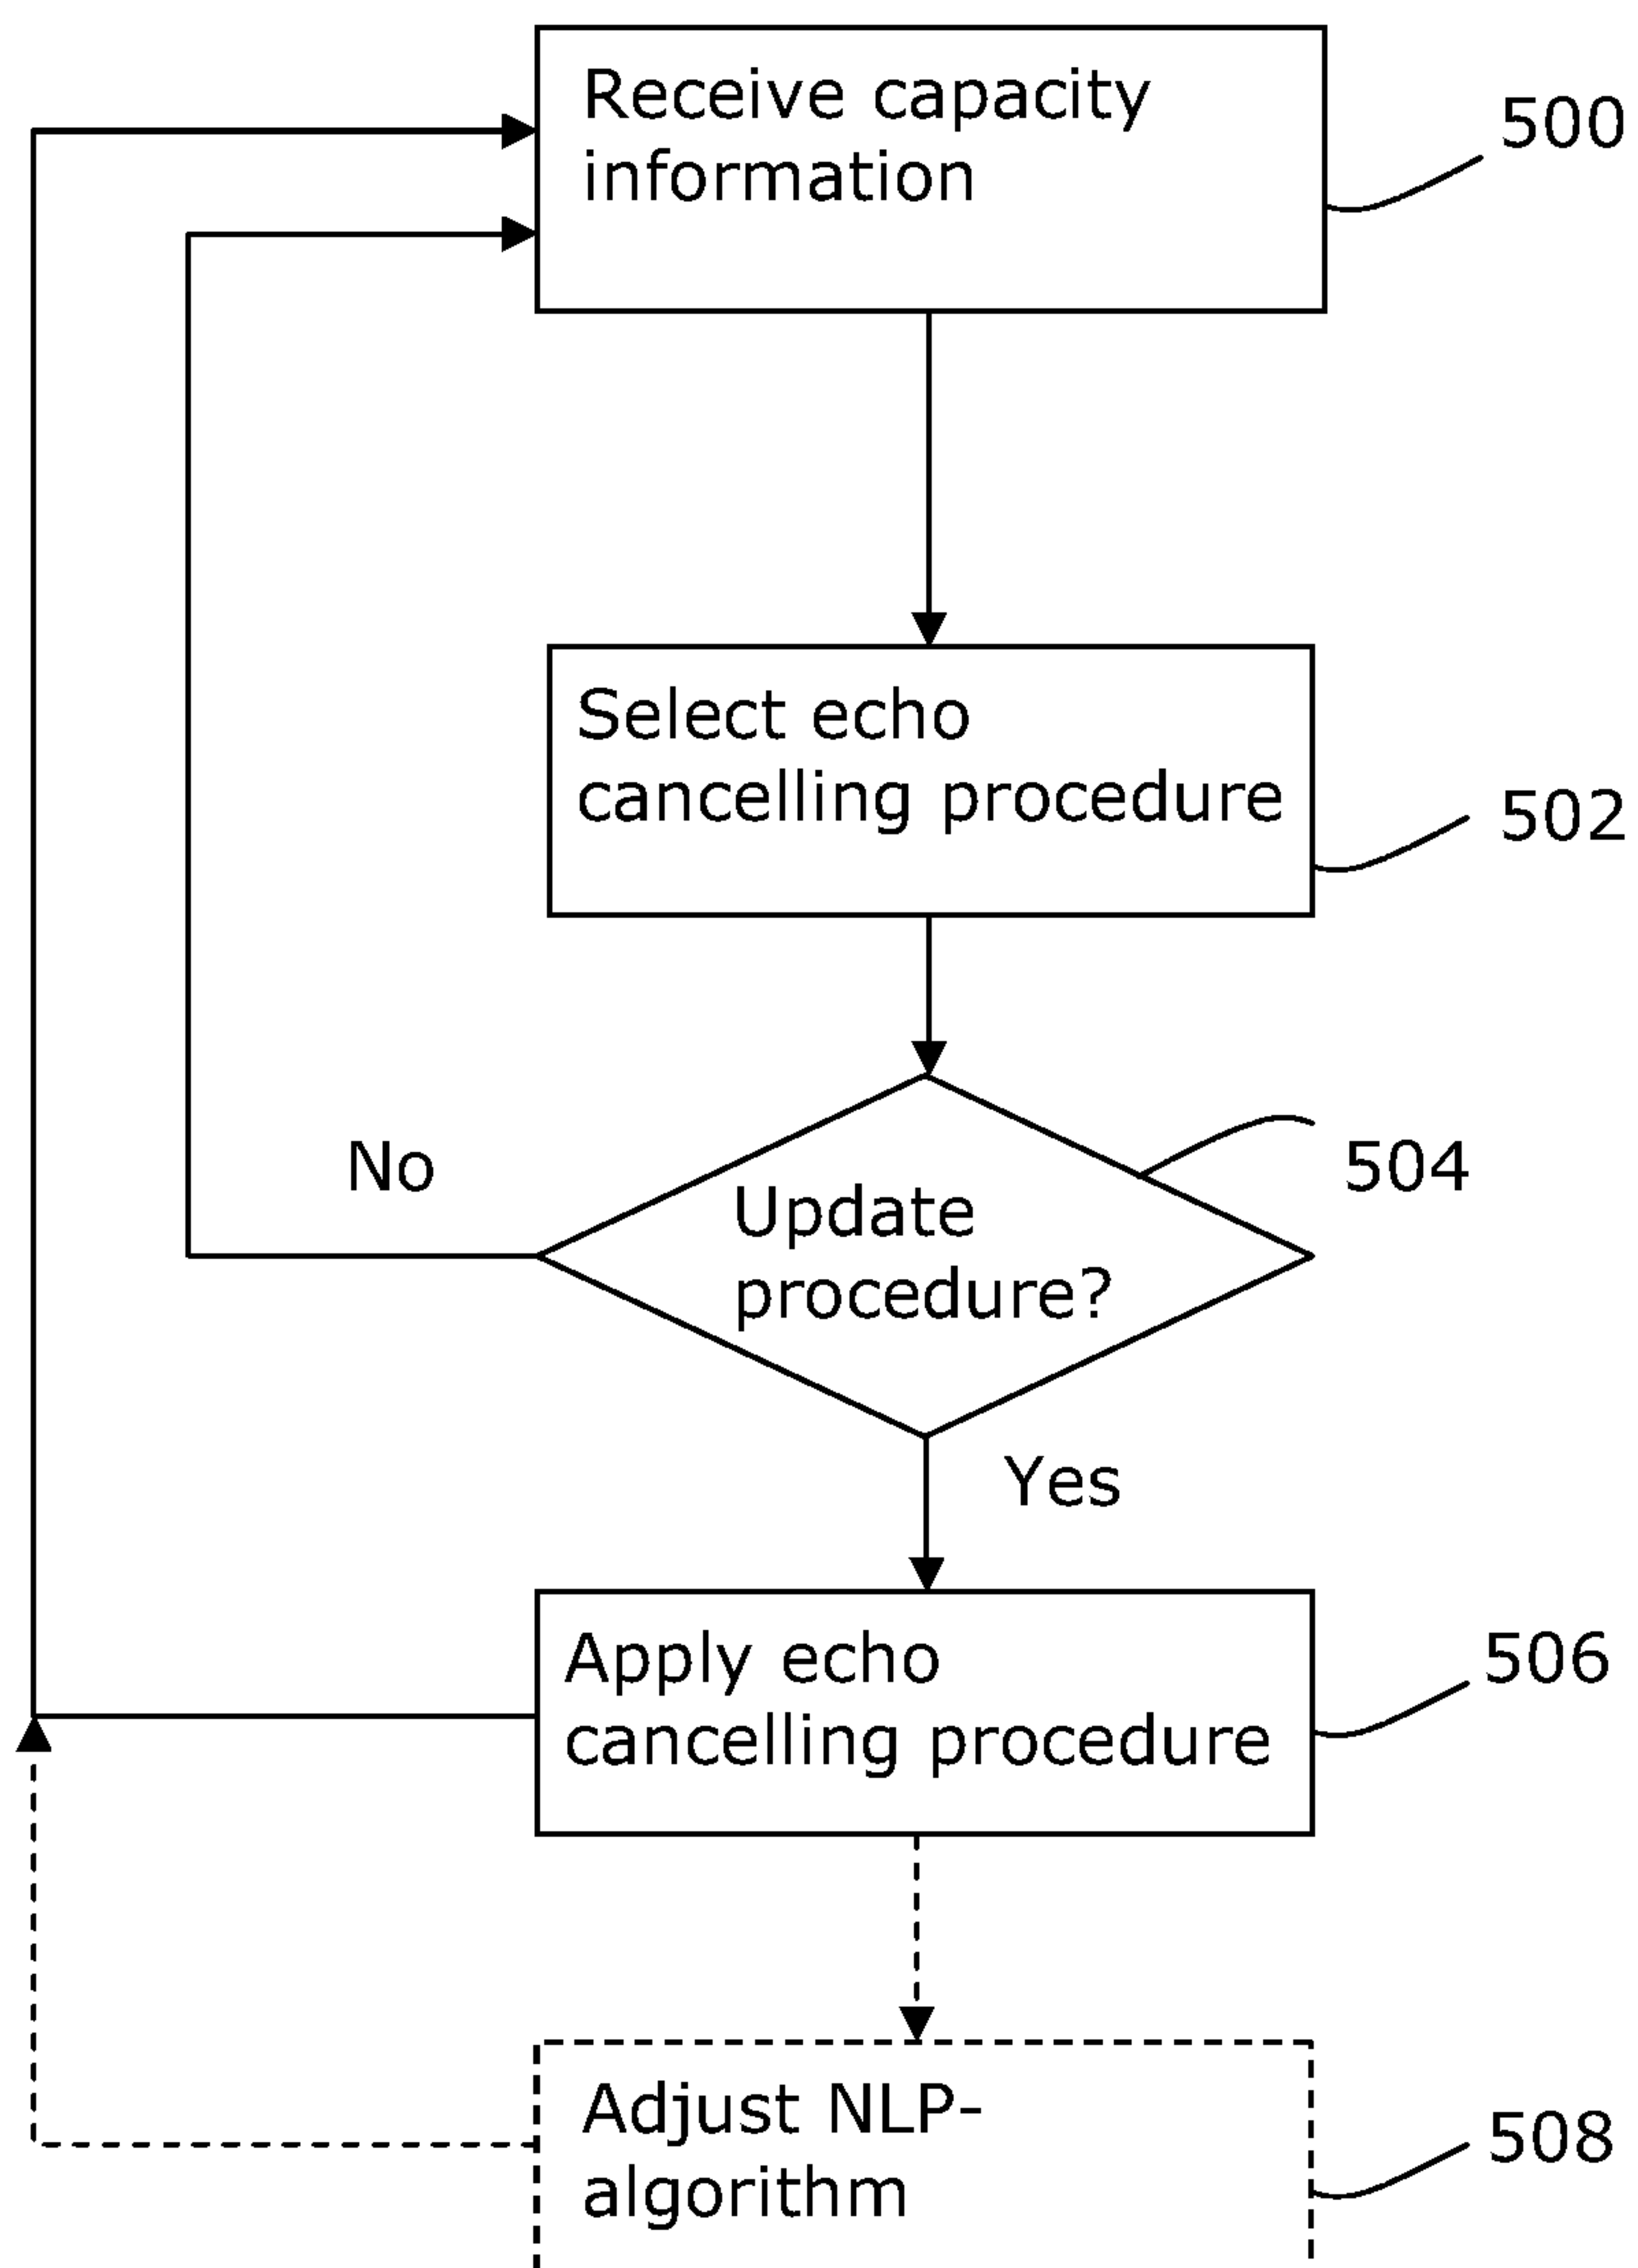 Receive capacity
information
500
Select echo
cancelling procedure
502
No
504
Update
procedure?
Yes
Apply echo
cancelling procedure
506
Adjust NLP-
algorithm
508